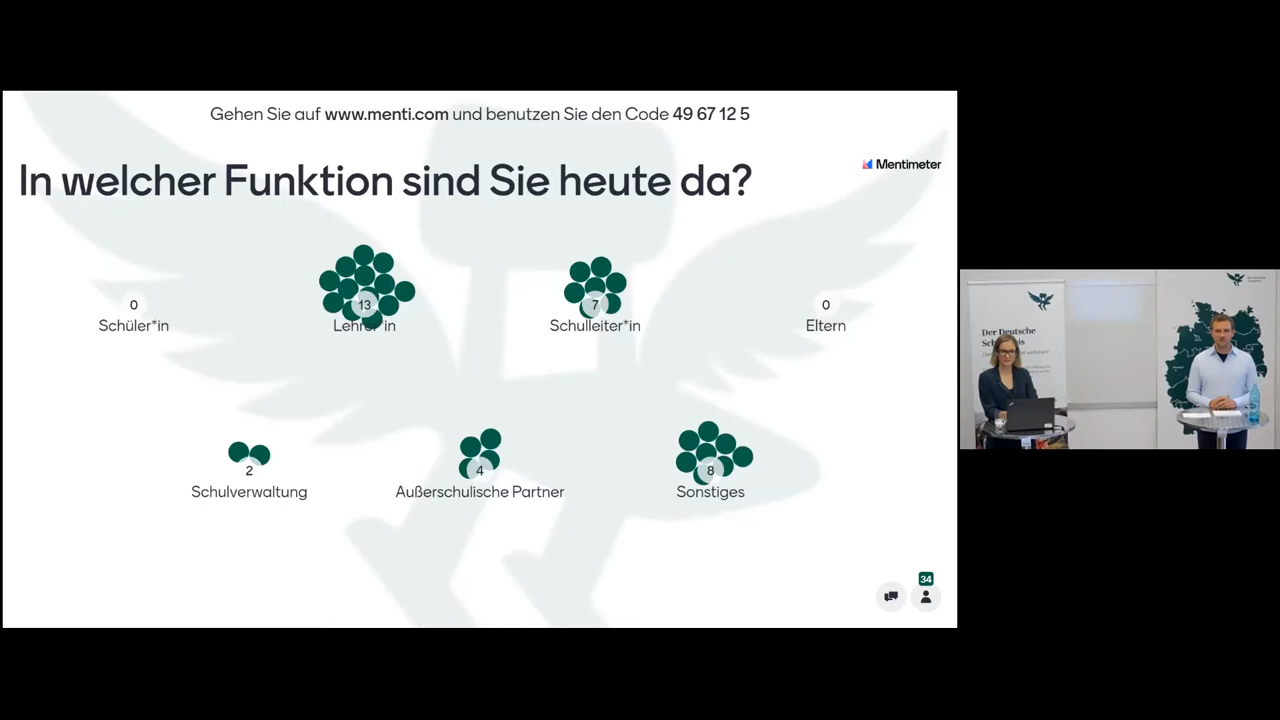 Gehen Sie auf www.menti.com und benutzen Sie den Code 49 67 12 5
In welcher Funktion sind Sie heute da?
Mentimeter
0
Schüler*in
13
Lehrer*in
7
Schulleiter*in
0
Eltern
2
Schulverwaltung
4
Außerschulische Partner
8
Sonstiges
34
Der Deutsche